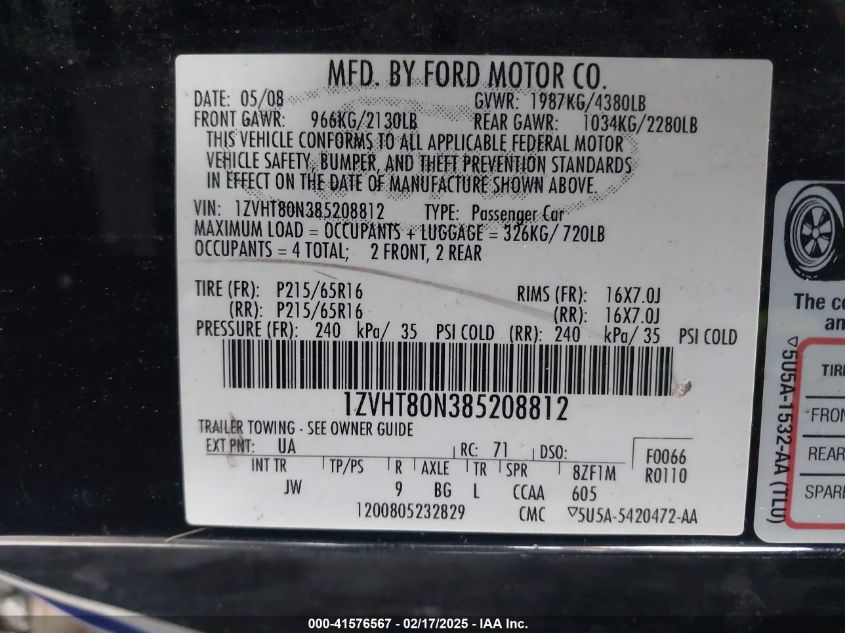 MFD. BY FORD MOTOR CO.
DATE: 05/08 GVWR: 1987KG/4380LB
FRONT GAWR: 966KG/2130LB REAR GAWR: 1034KG/2280LB
THIS VEHICLE CONFORMS TO ALL APPLICABLE FEDERAL MOTOR
VEHICLE SAFETY, BUMPER, AND THEFT PREVENTION STANDARDS
IN EFFECT ON THE DATE OF MANUFACTURE SHOWN ABOVE.
VIN: 1ZVHT80N385208812 TYPE: Passenger Car
MAXIMUM LOAD = OCCUPANTS + LUGGAGE = 326KG/ 720LB
OCCUPANTS = 4 TOTAL; 2 FRONT, 2 REAR
TIRE (FR): P215/65R16 RIMS (FR): 16X7.0J
(RR): P215/65R16 (RR): 16X7.0J
PRESSURE (FR): 240 kPa/ 35 PSI COLD (RR): 240 kPa/ 35 PSI COLD
1ZVHT80N385208812
TRAILER TOWING - SEE OWNER GUIDE
EXT PNT: UA RC: 71 DSO: F0066
INT TR TP/PS R AXLE TR SPR 8ZF1M R0110
JW 9 BG L CCAA 605
1200805232829 CMC ▽5U5A-5420472-AA
The co
an
▽5U5A-1532-AA (TLU)
TIRE
FRON
REAR
SPARE
000-41576567 - 02/17/2025 - IAA Inc.